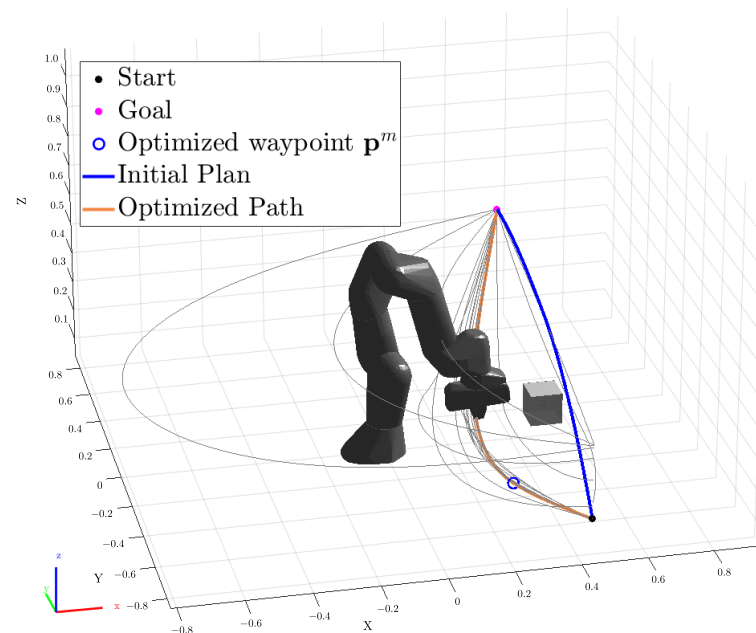 1.0
0.9
0.8
0.7
0.6
0.5
0.4
0.3
0.2
0.1
Z
Start
Goal
Optimized waypoint p^m
Initial Plan
Optimized Path
0.8
0.6
0.4
0.2
0
−0.2
−0.4
−0.6
−0.8
Y
−0.8
−0.6
−0.4
−0.2
0
0.2
0.4
0.6
0.8
X
z
y
x